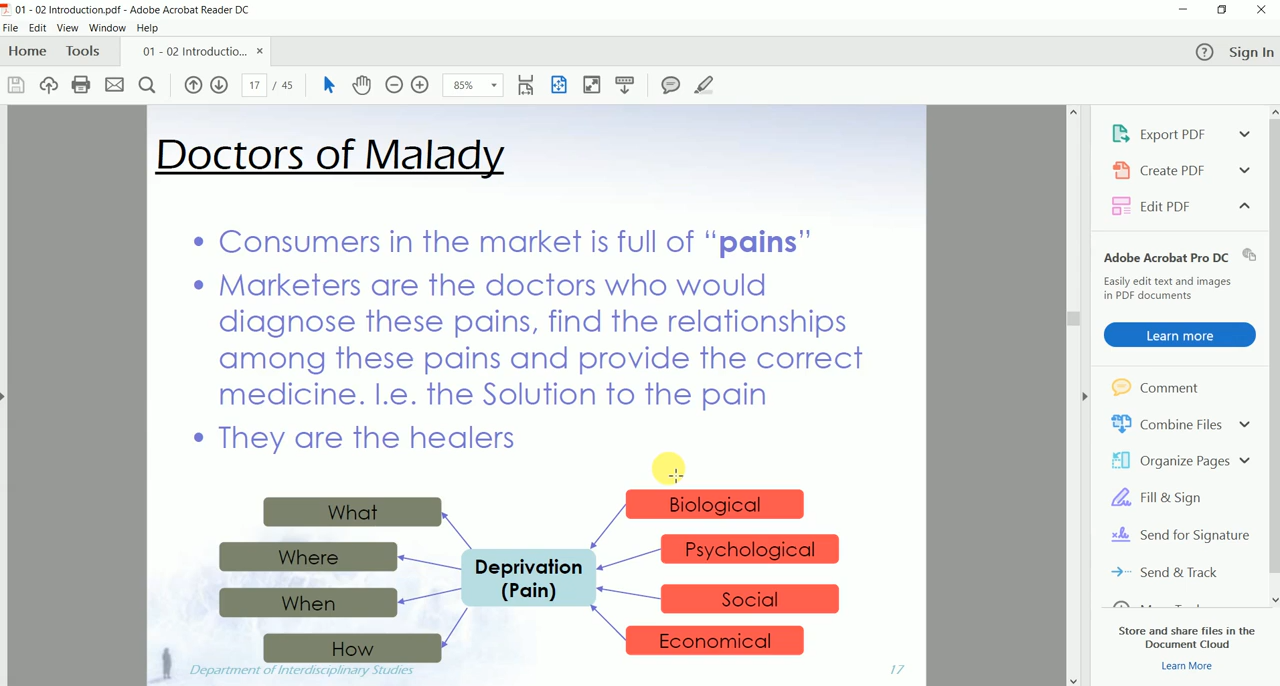 01 - 02 Introduction.pdf - Adobe Acrobat Reader DC
File Edit View Window Help
Home Tools 01 - 02 Introductio... × Sign In
17 / 45 85%
Doctors of Malady
• Consumers in the market is full of “pains”
• Marketers are the doctors who would
diagnose these pains, find the relationships
among these pains and provide the correct
medicine. I.e. the Solution to the pain
• They are the healers
What
Where
When
How
Deprivation
(Pain)
Biological
Psychological
Social
Economical
Department of Interdisciplinary Studies 17
Export PDF
Create PDF
Edit PDF
Adobe Acrobat Pro DC
Easily edit text and images
in PDF documents
Learn more
Comment
Combine Files
Organize Pages
Fill & Sign
Send for Signature
Send & Track
Store and share files in the
Document Cloud
Learn More